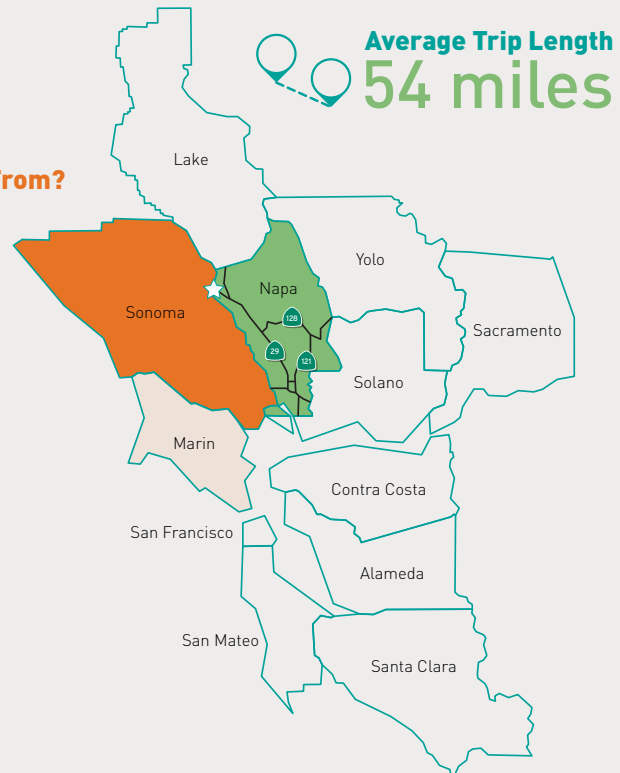 Average Trip Length
54 miles
From?
Lake
Yolo
Napa
Sonoma
128
Sacramento
29
121
Solano
Marin
Contra Costa
San Francisco
Alameda
San Mateo
Santa Clara